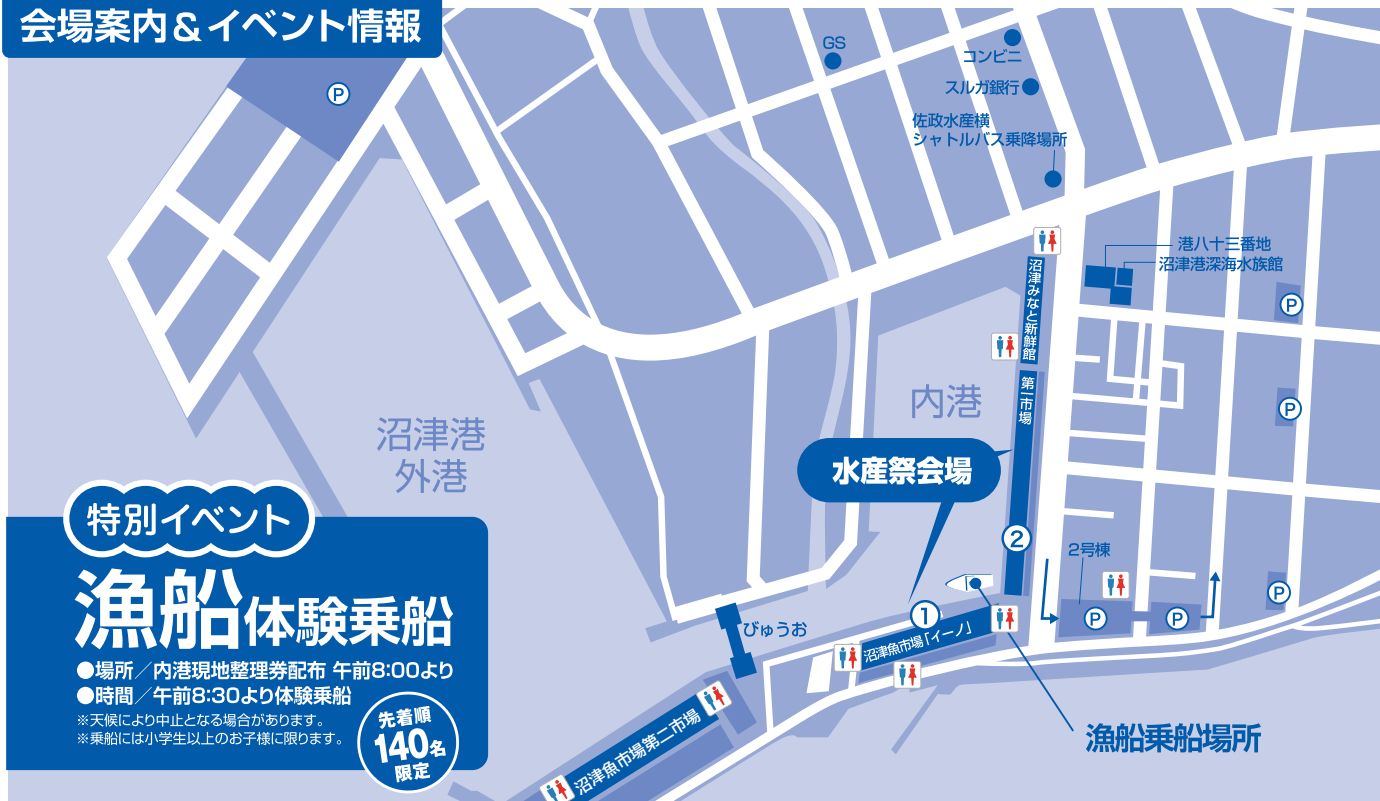 会場案内&イベント情報
P
GS
コンビニ
スルガ銀行
佐政水産横
シャトルバス乗降場所
港八十三番地
沼津港深海水族館
P
沼津みなと新鮮館
第一市場
内港
P
沼津港
外港
水産祭会場
②
2号棟
P
P
P
①
びゅうお
沼津魚市場「イーノ」
沼津魚市場第二市場
漁船乗船場所
特別イベント
漁船体験乗船
●場所/内港現地整理券配布 午前8:00より
●時間/午前8:30より体験乗船
※天候により中止となる場合があります。
※乗船には小学生以上のお子様に限ります。
先着順
140名
限定